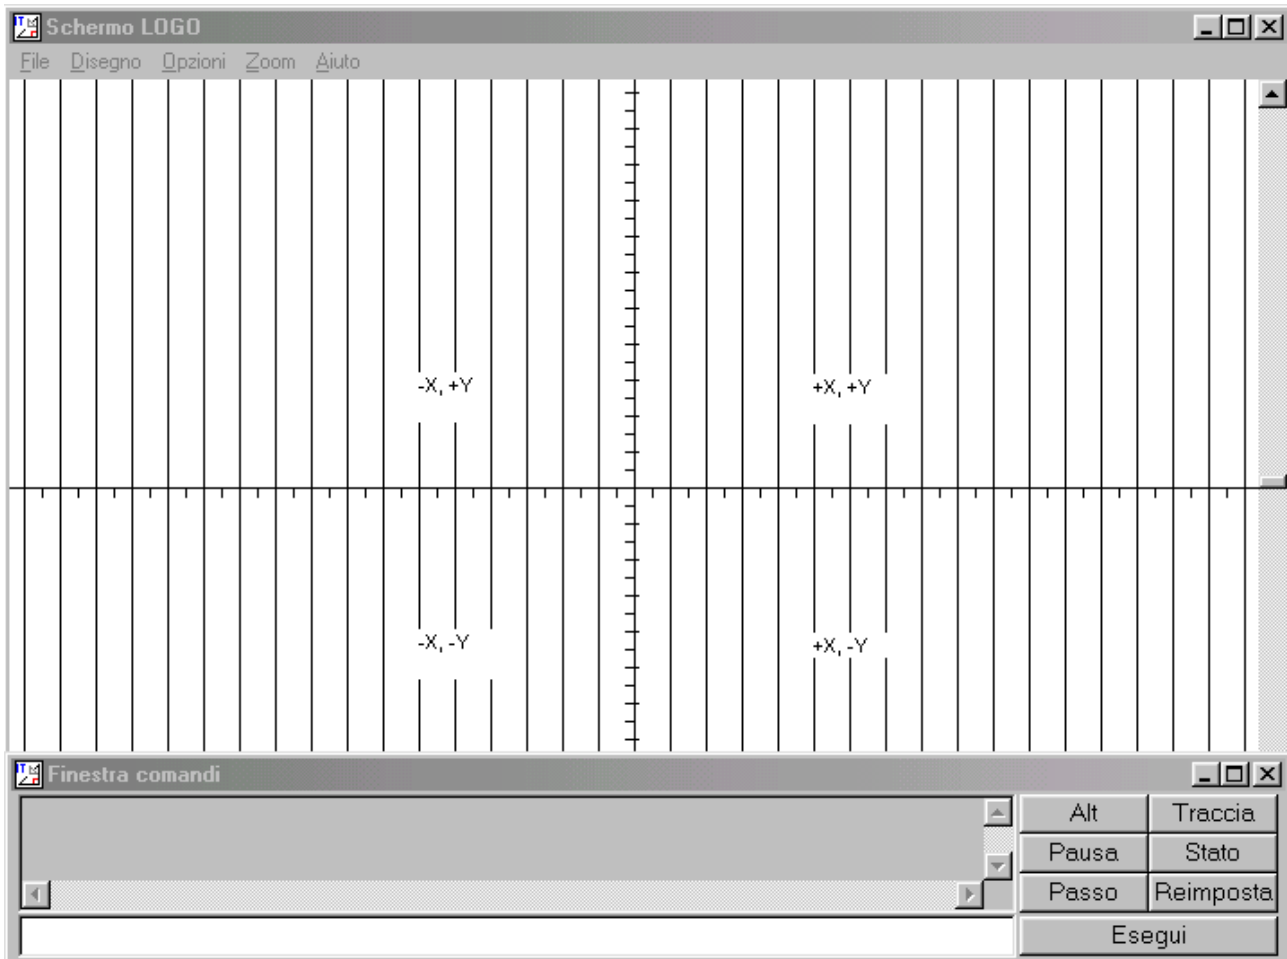 Schermo LOGO
File Disegno Opzioni Zoom Aiuto
-X, +Y +X, +Y
-X, -Y +X, -Y
Finestra comandi
Alt Traccia
Pausa Stato
Passo Reimposta
Esegui